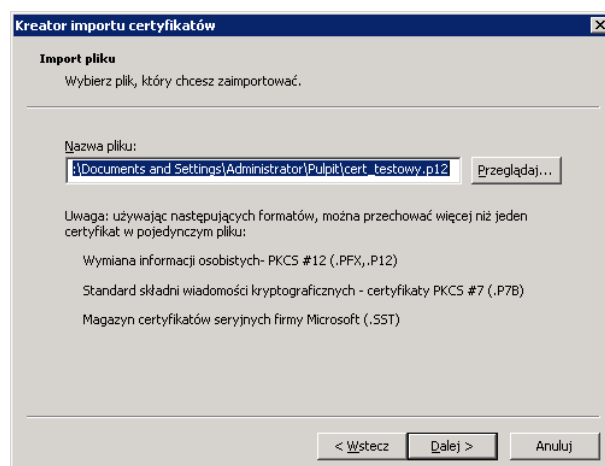 Kreator importu certyfikatów
Import pliku
Wybierz plik, który chcesz zaimportować.
Nazwa pliku:
:\Documents and Settings\Administrator\Pulpit\cert_testowy.p12
Przeglądaj...
Uwaga: używając następujących formatów, można przechować więcej niż jeden
certyfikat w pojedynczym pliku:
Wymiana informacji osobistych- PKCS #12 (.PFX,.P12)
Standard składni wiadomości kryptograficznych - certyfikaty PKCS #7 (.P7B)
Magazyn certyfikatów seryjnych firmy Microsoft (.SST)
< Wstecz
Dalej >
Anuluj